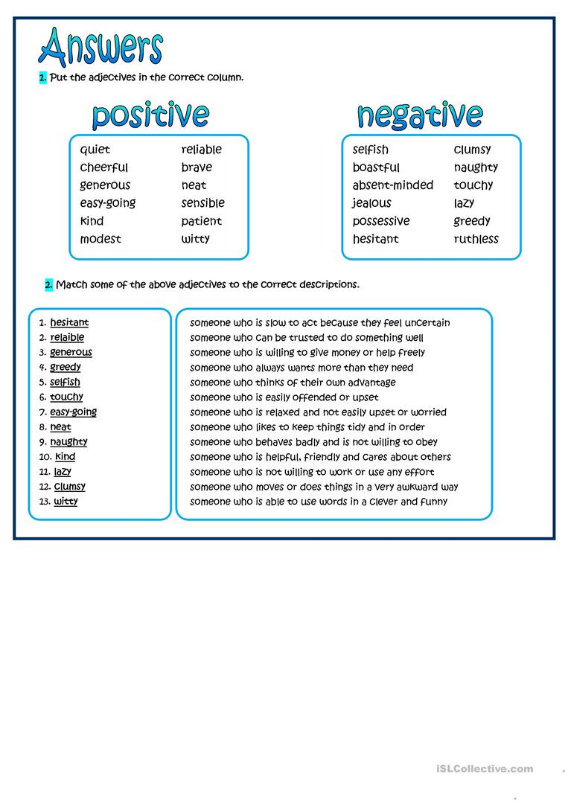 Answers
1. Put the adjectives in the correct column.
positive negative
quiet reliable selfish clumsy
cheerful brave boastful naughty
generous neat absent-minded touchy
easy-going sensible jealous lazy
kind patient possessive greedy
modest witty hesitant ruthless
2. Match some of the above adjectives to the correct descriptions.
1. hesitant someone who is slow to act because they feel uncertain
2. relaible someone who can be trusted to do something well
3. generous someone who is willing to give money or help freely
4. greedy someone who always wants more than they need
5. selfish someone who thinks of their own advantage
6. touchy someone who is easily offended or upset
7. easy-going someone who is relaxed and not easily upset or worried
8. neat someone who likes to keep things tidy and in order
9. naughty someone who behaves badly and is not willing to obey
10. kind someone who is helpful, friendly and cares about others
11. lazy someone who is not willing to work or use any effort
12. clumsy someone who moves or does things in a very awkward way
13. witty someone who is able to use words in a clever and funny
iSLCollective.com